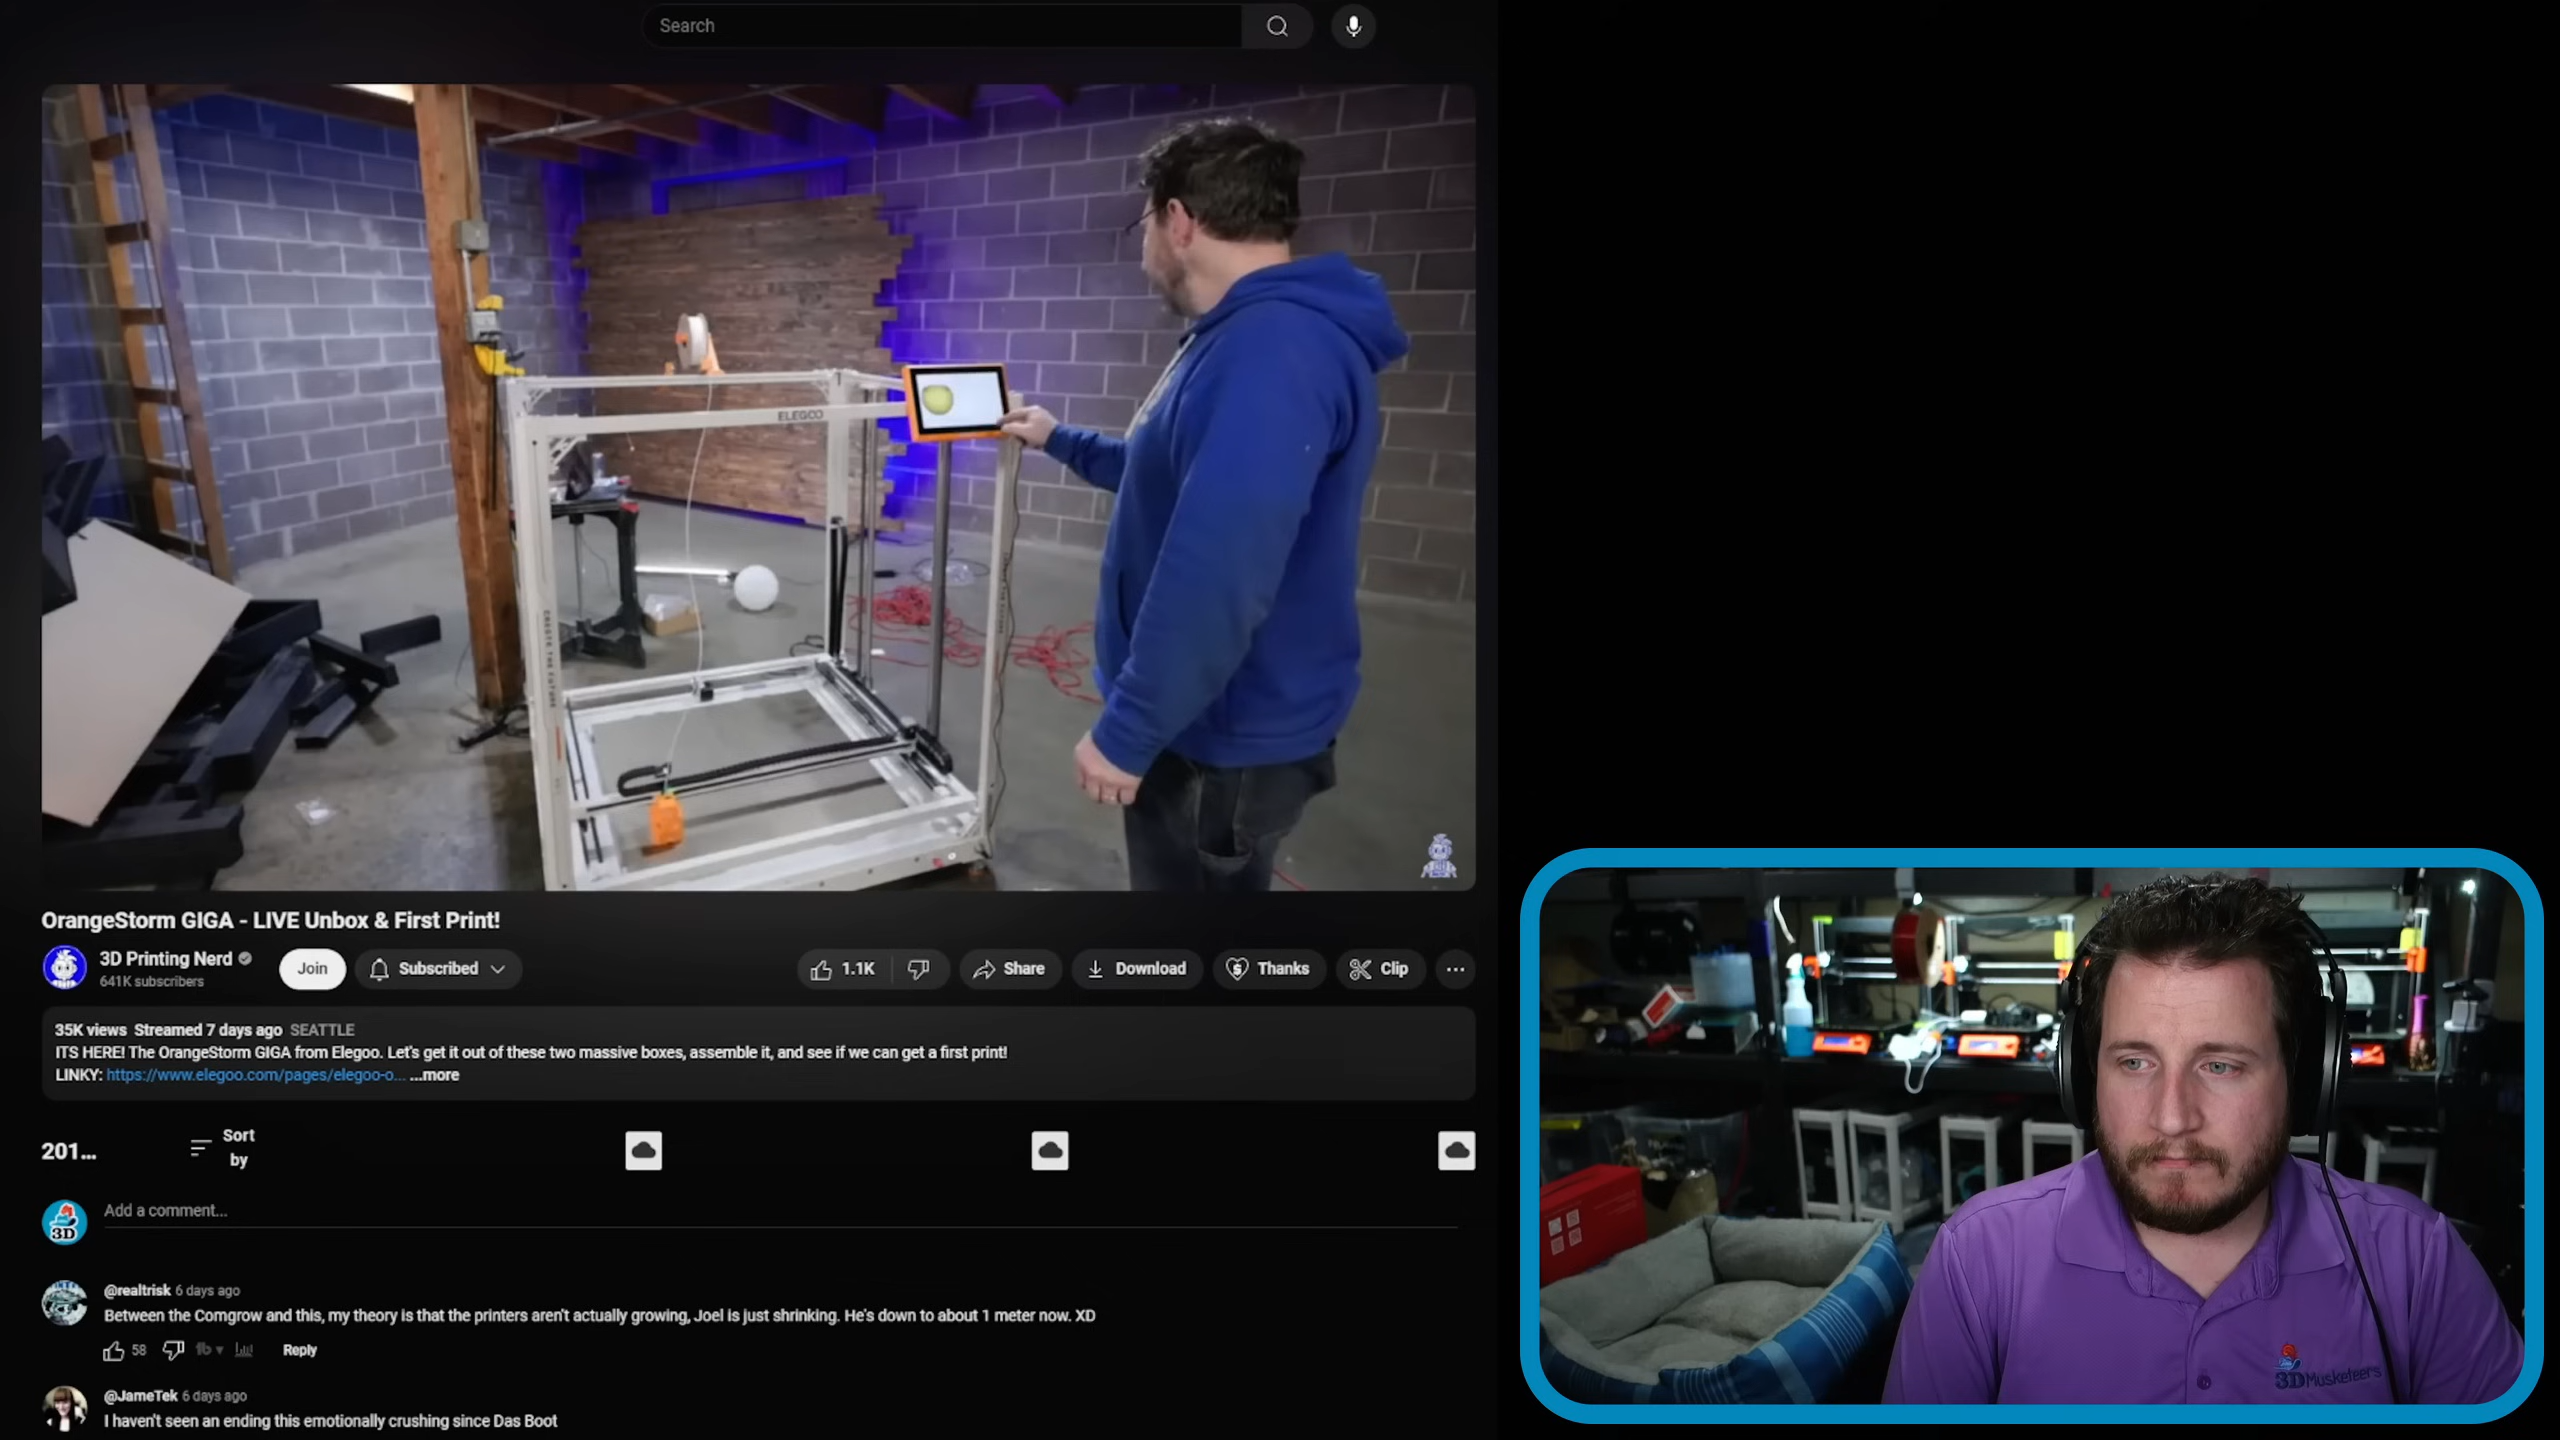 Search
ELEGOO
OrangeStorm GIGA - LIVE Unbox & First Print!
3D Printing Nerd
641K subscribers
Join
Subscribed
1.1K
Share
Download
Thanks
Clip
35K views Streamed 7 days ago SEATTLE
ITS HERE! The OrangeStorm GIGA from Elegoo. Let's get it out of these two massive boxes, assemble it, and see if we can get a first print!
LINKY: https://www.elegoo.com/pages/elegoo-o... ...more
201...
Sort
by
3D
Add a comment...
@realtrisk 6 days ago
Between the Comgrow and this, my theory is that the printers aren't actually growing, Joel is just shrinking. He's down to about 1 meter now. XD
58
Reply
@JameTek 6 days ago
I haven't seen an ending this emotionally crushing since Das Boot
3DMusketeers